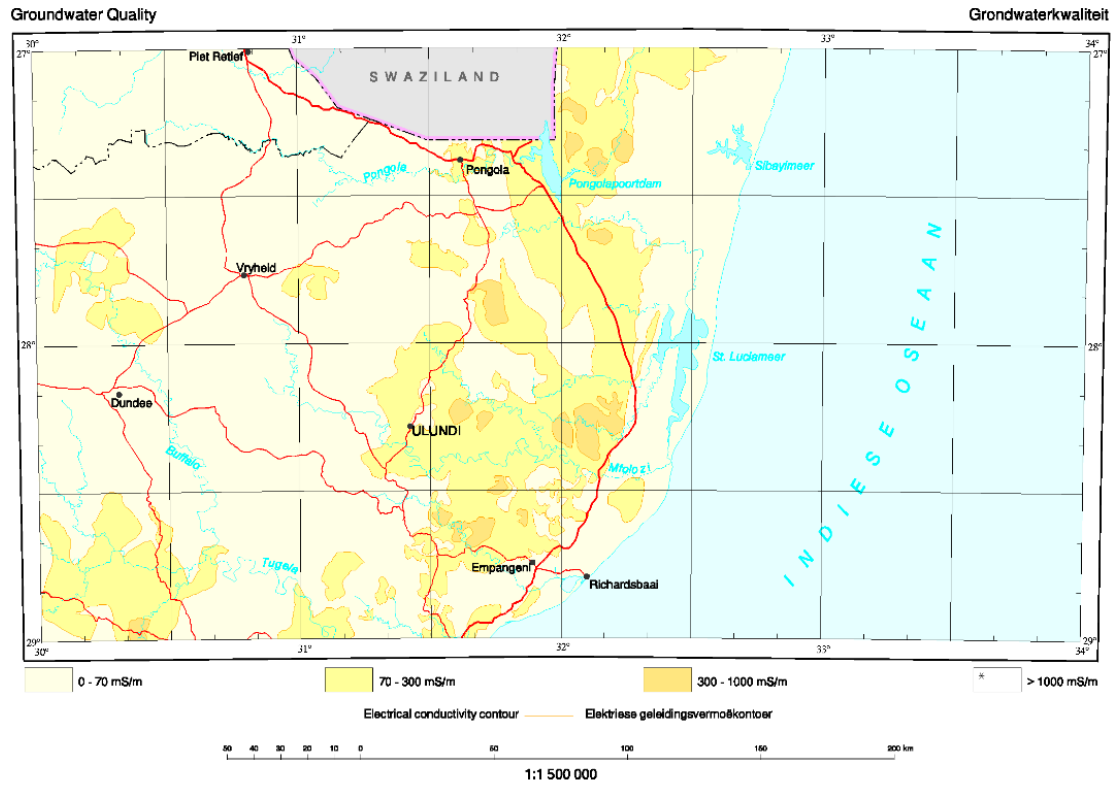 Groundwater Quality
Grondwaterkwaliteit
30°
31°
32°
33°
34°
27°
27°
Piet Retief
SWAZILAND
Pongola
Pongola
Pongolapoortdam
Sibayimeer
Vryheid
INDIESE OSEAAN
28°
28°
St. Luciameer
Dundee
ULUNDI
Buffalo
Mfolozi
Tugela
Empangeni
Richardsbaai
29°
29°
30°
31°
32°
33°
34°
0 - 70 mS/m
70 - 300 mS/m
300 - 1000 mS/m
* > 1000 mS/m
Electrical conductivity contour
Elektriese geleidingsvermoëkontoer
50 40 30 20 10 0 50 100 150 200 km
1:1 500 000